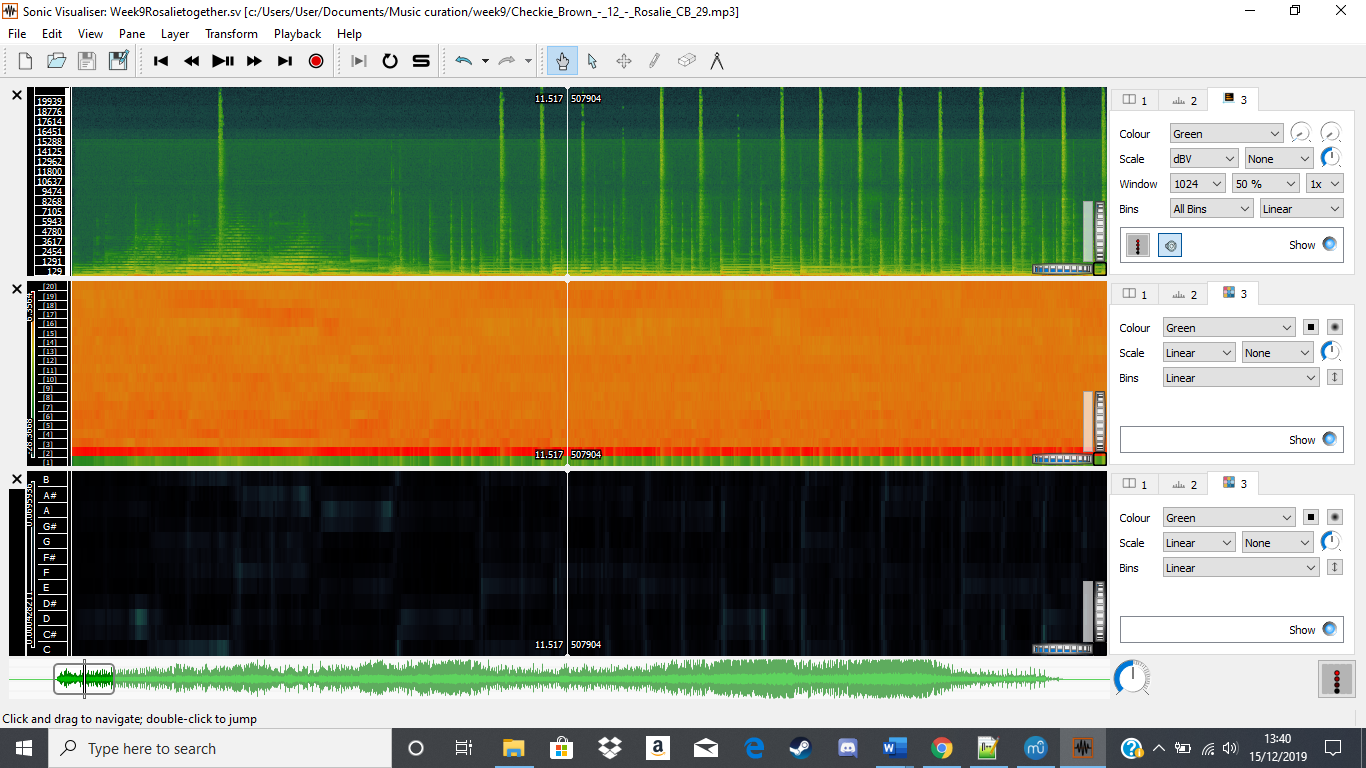 Sonic Visualiser: Week9Rosalietogether.sv [c:/Users/User/Documents/Music curation/week9/Checkie_Brown_-_12_-_Rosalie_CB_29.mp3]
File Edit View Pane Layer Transform Playback Help
11.517 507904
19939
18776
17614
16451
15288
14125
12962
11800
10637
9474
8268
7105
5943
4780
3617
2454
1291
129
1 2 3
Colour Green
Scale dBV None
Window 1024 50 % 1x
Bins All Bins Linear
Show
[20]
[19]
[18]
[17]
[16]
[15]
[14]
[13]
[12]
[11]
[10]
[9]
[8]
[7]
[6]
[5]
[4]
[3]
[2]
[1]
11.517 507904
1 2 3
Colour Green
Scale Linear None
Bins Linear
Show
B
A#
A
G#
G
F#
F
E
D#
D
C#
C
11.517 507904
1 2 3
Colour Green
Scale Linear None
Bins Linear
Show
Click and drag to navigate; double-click to jump
Type here to search
13:40
15/12/2019